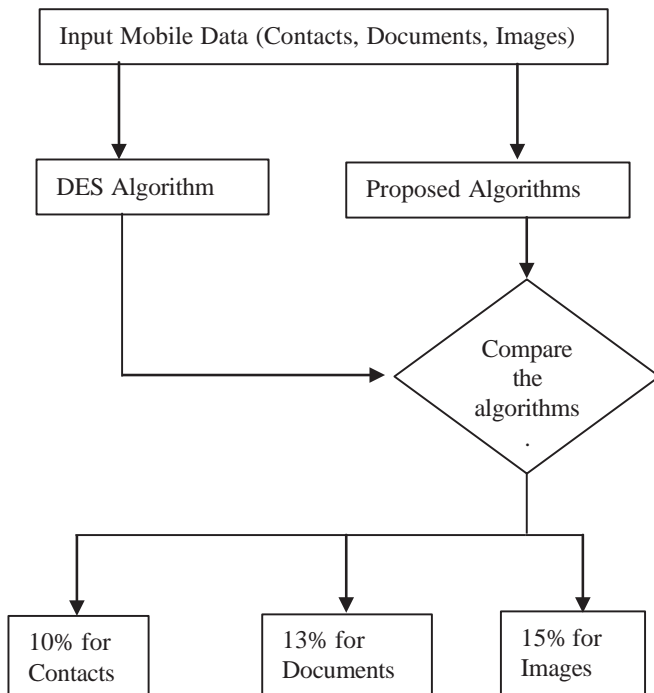 Input Mobile Data (Contacts, Documents, Images)
DES Algorithm
Proposed Algorithms
Compare
the
algorithms
.
10% for
Contacts
13% for
Documents
15% for
Images